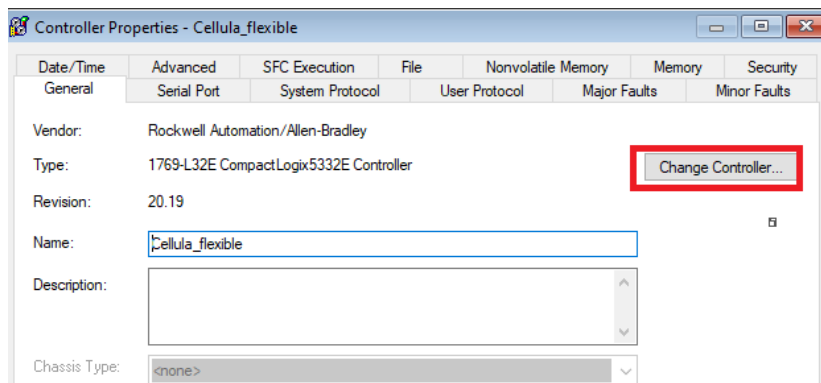 Controller Properties - Cellula_flexible
Date/Time Advanced SFC Execution File Nonvolatile Memory Memory Security
General Serial Port System Protocol User Protocol Major Faults Minor Faults
Vendor: Rockwell Automation/Allen-Bradley
Type: 1769-L32E CompactLogix5332E Controller Change Controller...
Revision: 20.19
Name: Cellula_flexible
Description:
Chassis Type: <none>